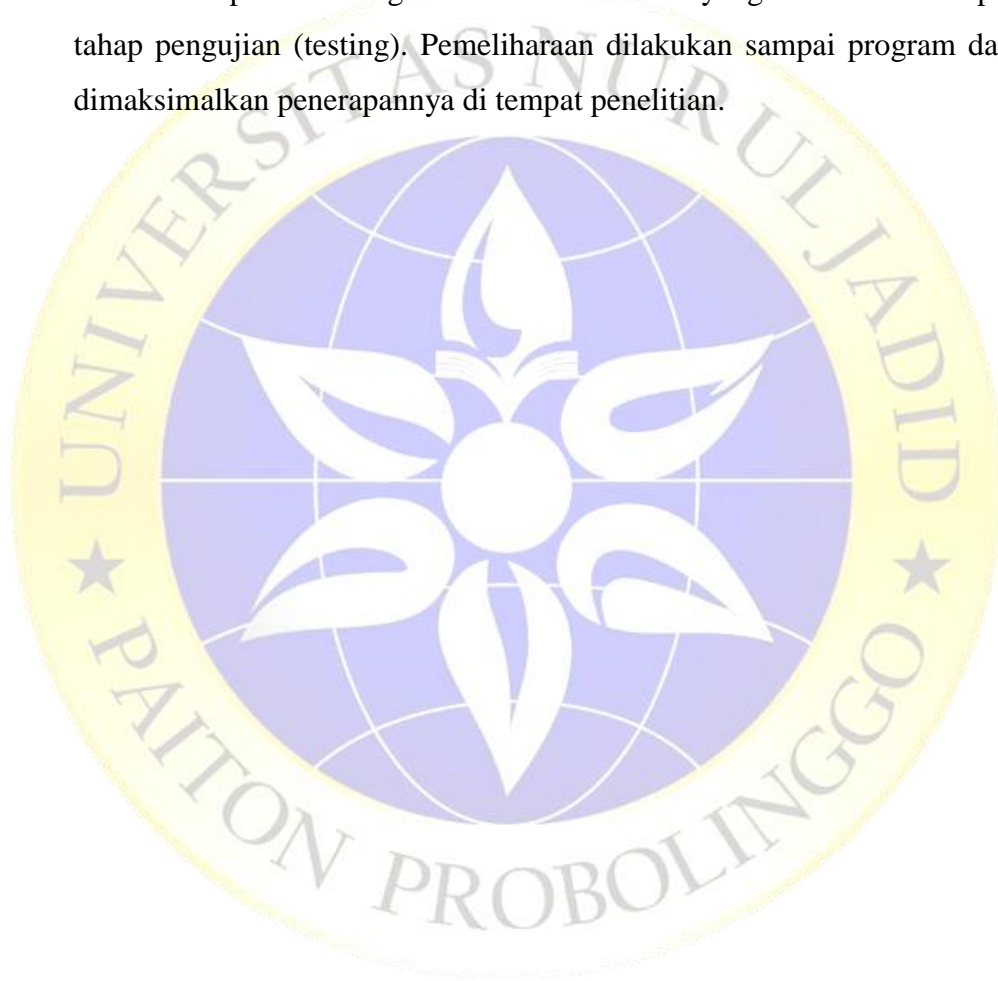 tahap pengujian (testing). Pemeliharaan dilakukan sampai program da
dimaksimalkan penerapannya di tempat penelitian.
UNIVERSITAS NURUL JADID
PAITON PROBOLINGGO